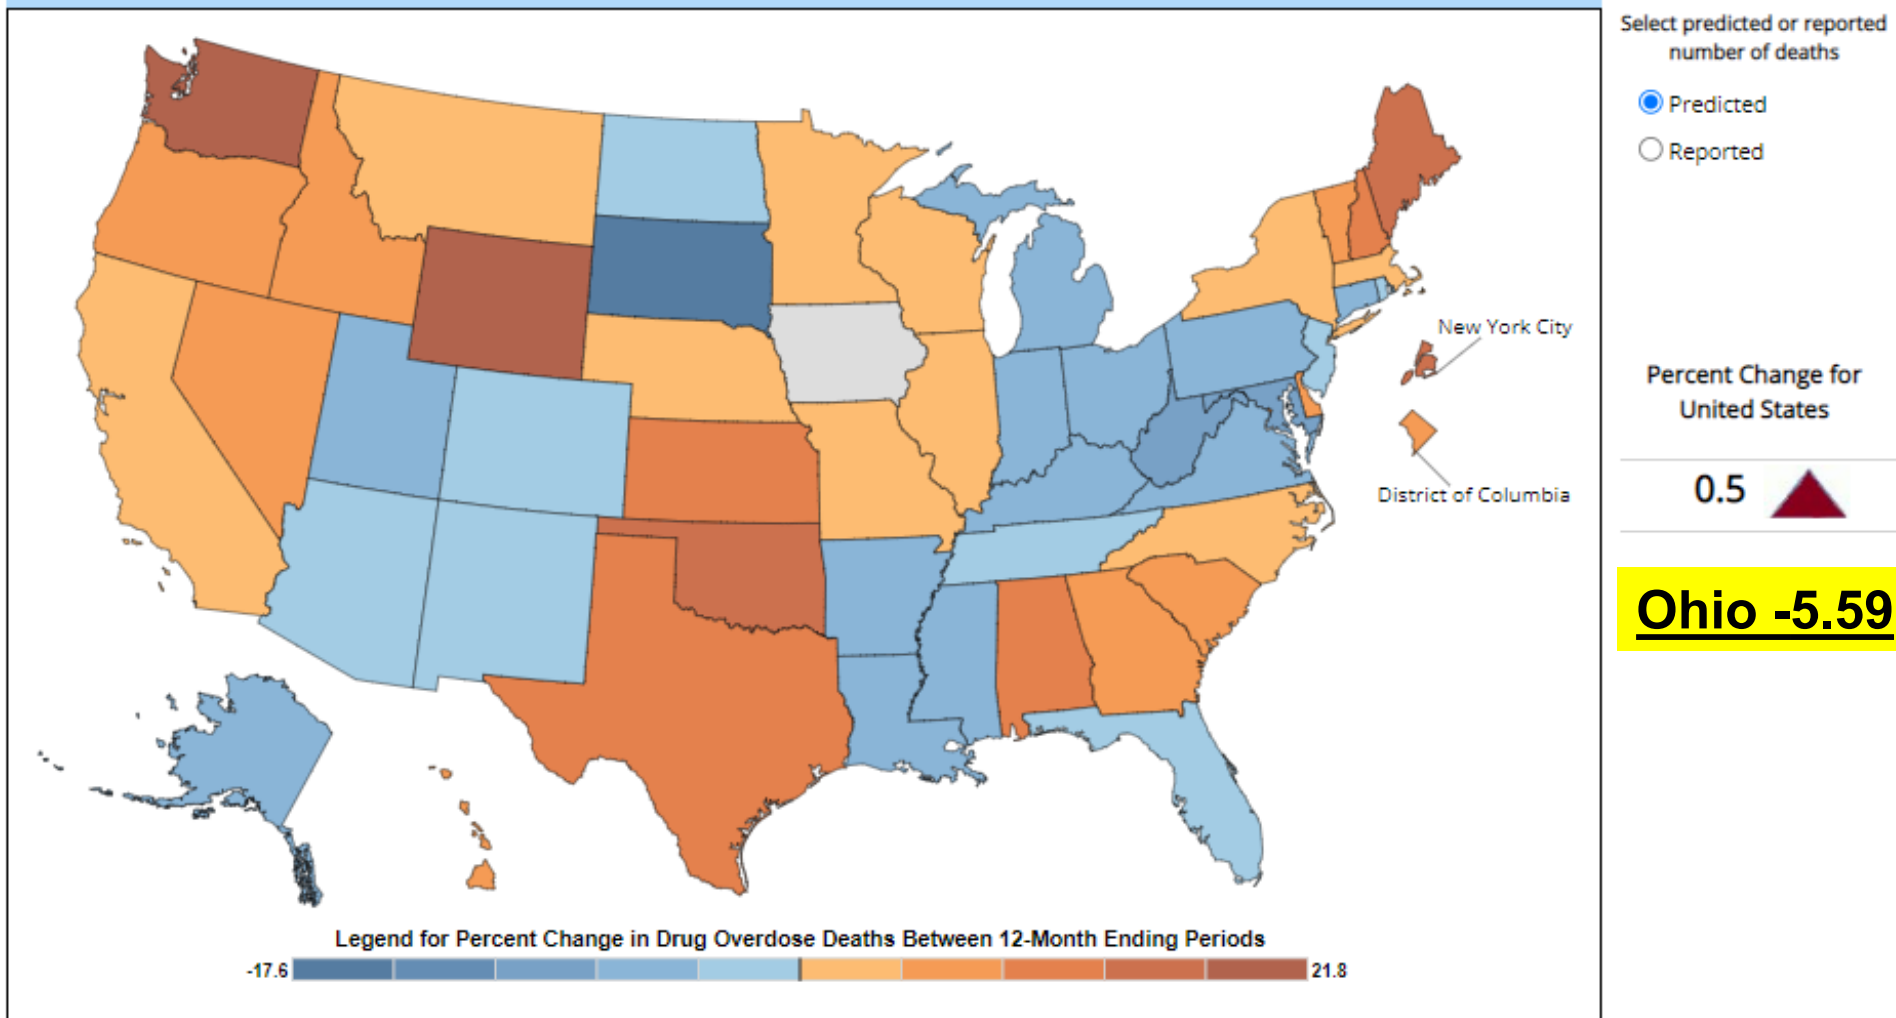 Select predicted or reported
number of deaths
Predicted
Reported
New York City
District of Columbia
Percent Change for
United States
0.5
Ohio -5.59
Legend for Percent Change in Drug Overdose Deaths Between 12-Month Ending Periods
-17.6
21.8